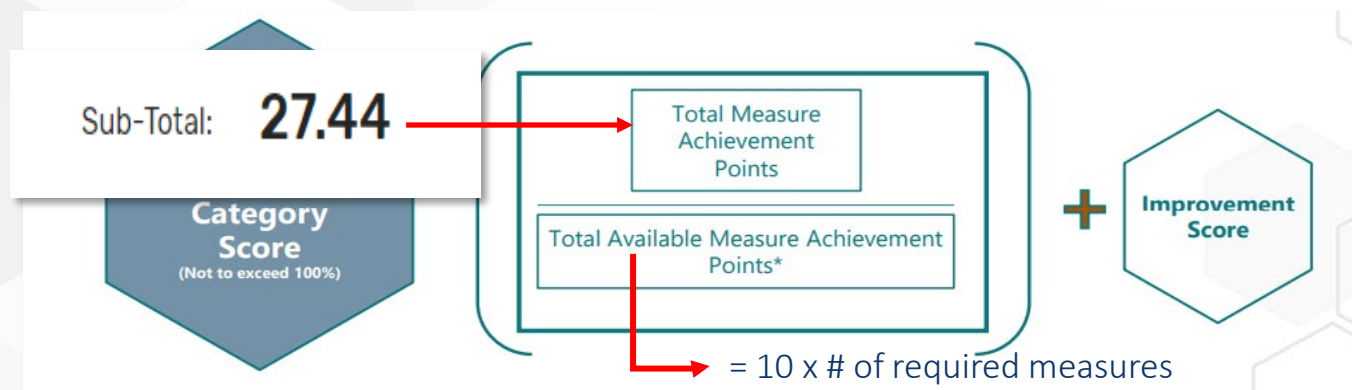 Sub-Total: 27.44
Category
Score
(Not to exceed 100%)
Total Measure
Achievement
Points
Total Available Measure Achievement
Points*
+
Improvement
Score
= 10 x # of required measures